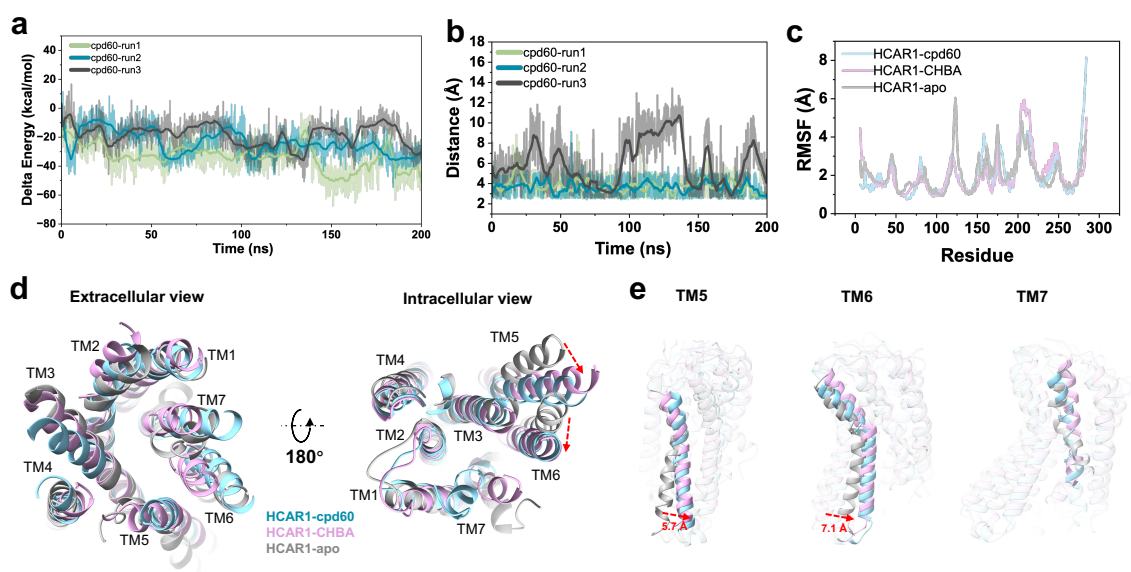 a
cpd60-run1
cpd60-run2
cpd60-run3
Delta Energy (kcal/mol)
40
20
0
−20
−40
−60
−80
0
50
100
150
200
Time (ns)
b
cpd60-run1
cpd60-run2
cpd60-run3
Distance (Å)
18
16
14
12
10
8
6
4
2
0
0
50
100
150
200
Time (ns)
c
HCAR1-cpd60
HCAR1-CHBA
HCAR1-apo
RMSF (Å)
8
6
4
2
0
0
50
100
150
200
250
300
Residue
d
Extracellular view
TM2
TM1
TM3
TM7
TM4
TM6
TM5
180°
HCAR1-cpd60
HCAR1-CHBA
HCAR1-apo
Intracellular view
TM5
TM4
TM2
TM3
TM6
TM1
TM7
e
TM5
5.7 Å
TM6
7.1 Å
TM7